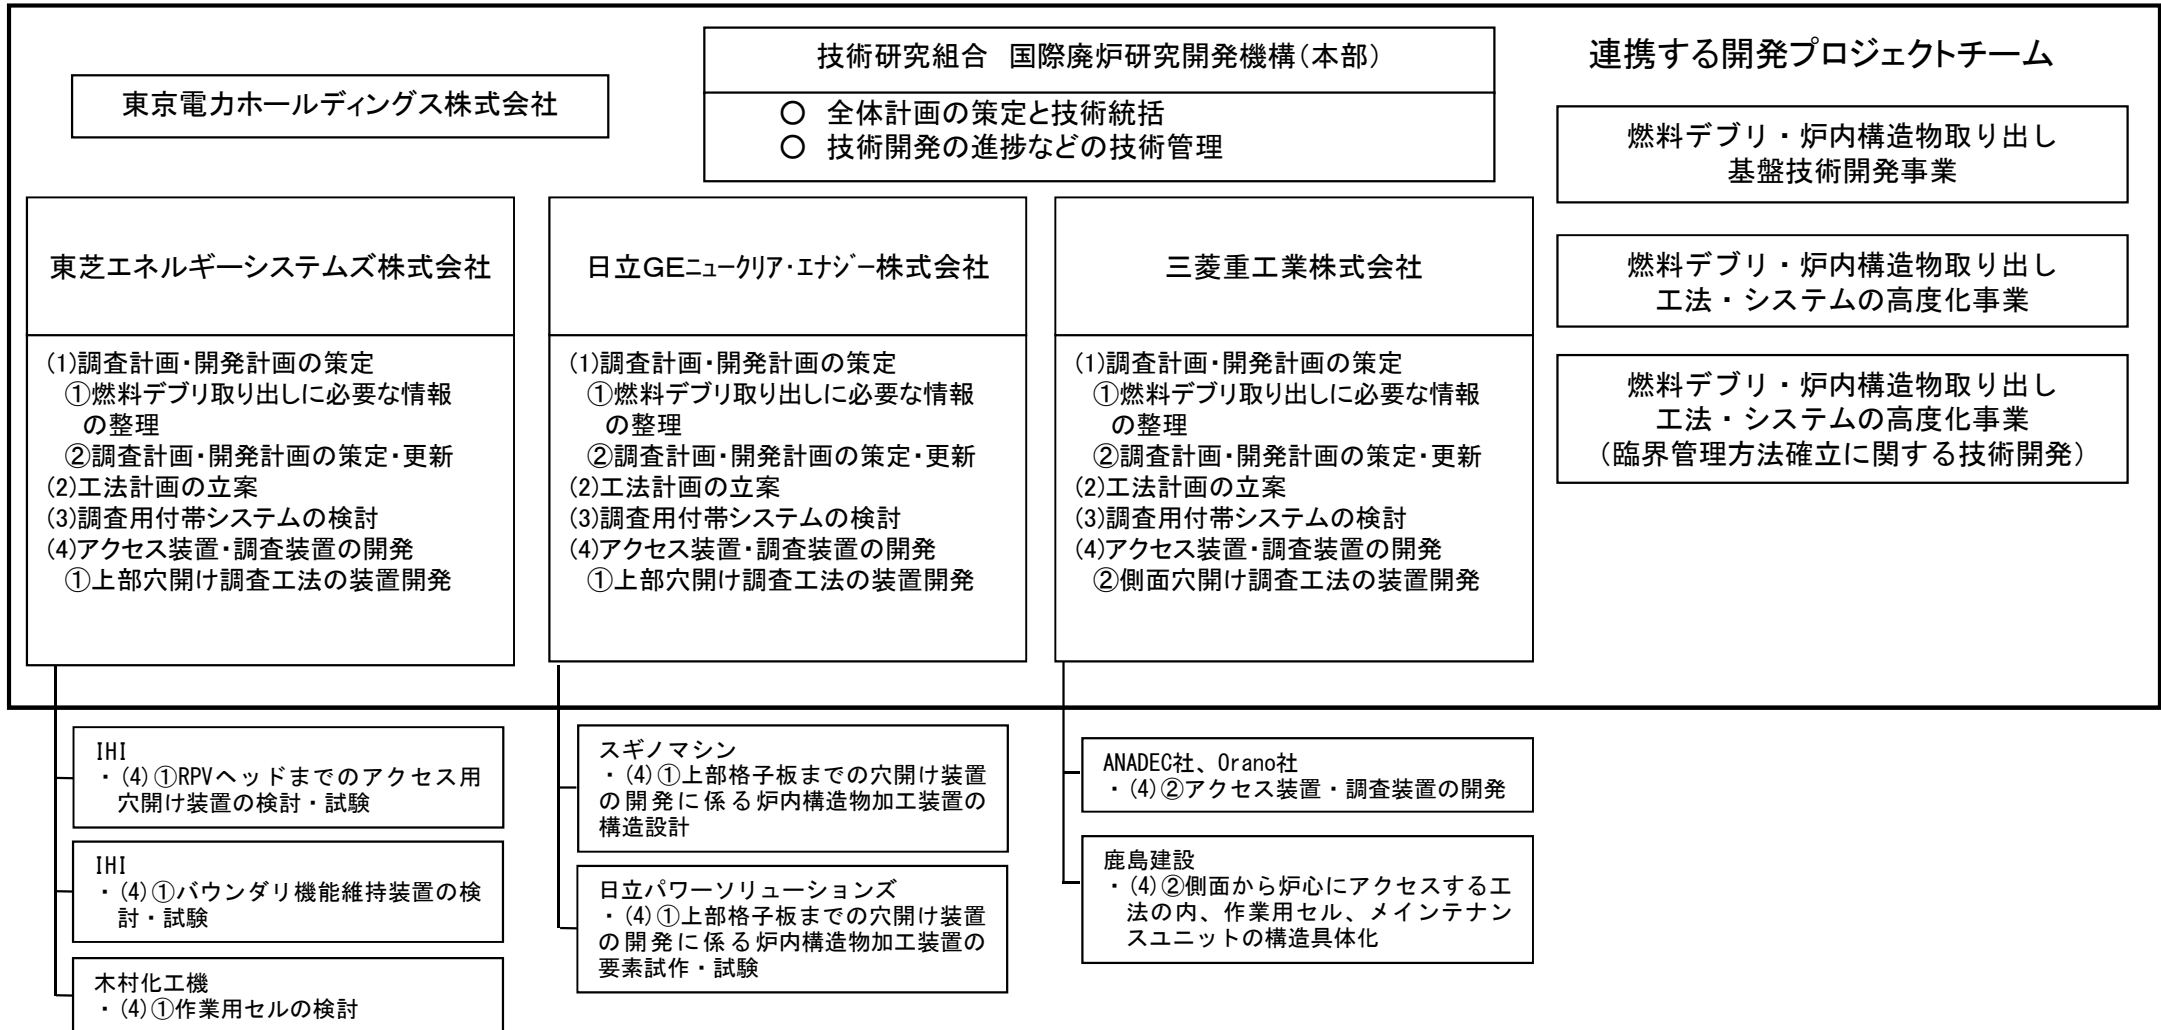 東京電力ホールディングス株式会社
技術研究組合　国際廃炉研究開発機構(本部)
○　全体計画の策定と技術統括
○　技術開発の進捗などの技術管理
連携する開発プロジェクトチーム
燃料デブリ・炉内構造物取り出し
基盤技術開発事業
燃料デブリ・炉内構造物取り出し
工法・システムの高度化事業
燃料デブリ・炉内構造物取り出し
工法・システムの高度化事業
(臨界管理方法確立に関する技術開発)
東芝エネルギーシステムズ株式会社
(1)調査計画・開発計画の策定
①燃料デブリ取り出しに必要な情報
の整理
②調査計画・開発計画の策定・更新
(2)工法計画の立案
(3)調査用付帯システムの検討
(4)アクセス装置・調査装置の開発
①上部穴開け調査工法の装置開発
日立GEニュークリア・エナジー株式会社
(1)調査計画・開発計画の策定
①燃料デブリ取り出しに必要な情報
の整理
②調査計画・開発計画の策定・更新
(2)工法計画の立案
(3)調査用付帯システムの検討
(4)アクセス装置・調査装置の開発
①上部穴開け調査工法の装置開発
三菱重工業株式会社
(1)調査計画・開発計画の策定
①燃料デブリ取り出しに必要な情報
の整理
②調査計画・開発計画の策定・更新
(2)工法計画の立案
(3)調査用付帯システムの検討
(4)アクセス装置・調査装置の開発
②側面穴開け調査工法の装置開発
IHI
・(4)①RPVヘッドまでのアクセス用
穴開け装置の検討・試験
IHI
・(4)①バウンダリ機能維持装置の検
討・試験
木村化工機
・(4)①作業用セルの検討
スギノマシン
・(4)①上部格子板までの穴開け装置
の開発に係る炉内構造物加工装置の
構造設計
日立パワーソリューションズ
・(4)①上部格子板までの穴開け装置
の開発に係る炉内構造物加工装置の
要素試作・試験
ANADEC社、Orano社
・(4)②アクセス装置・調査装置の開発
鹿島建設
・(4)②側面から炉心にアクセスする工
法の内、作業用セル、メインテナン
スユニットの構造具体化